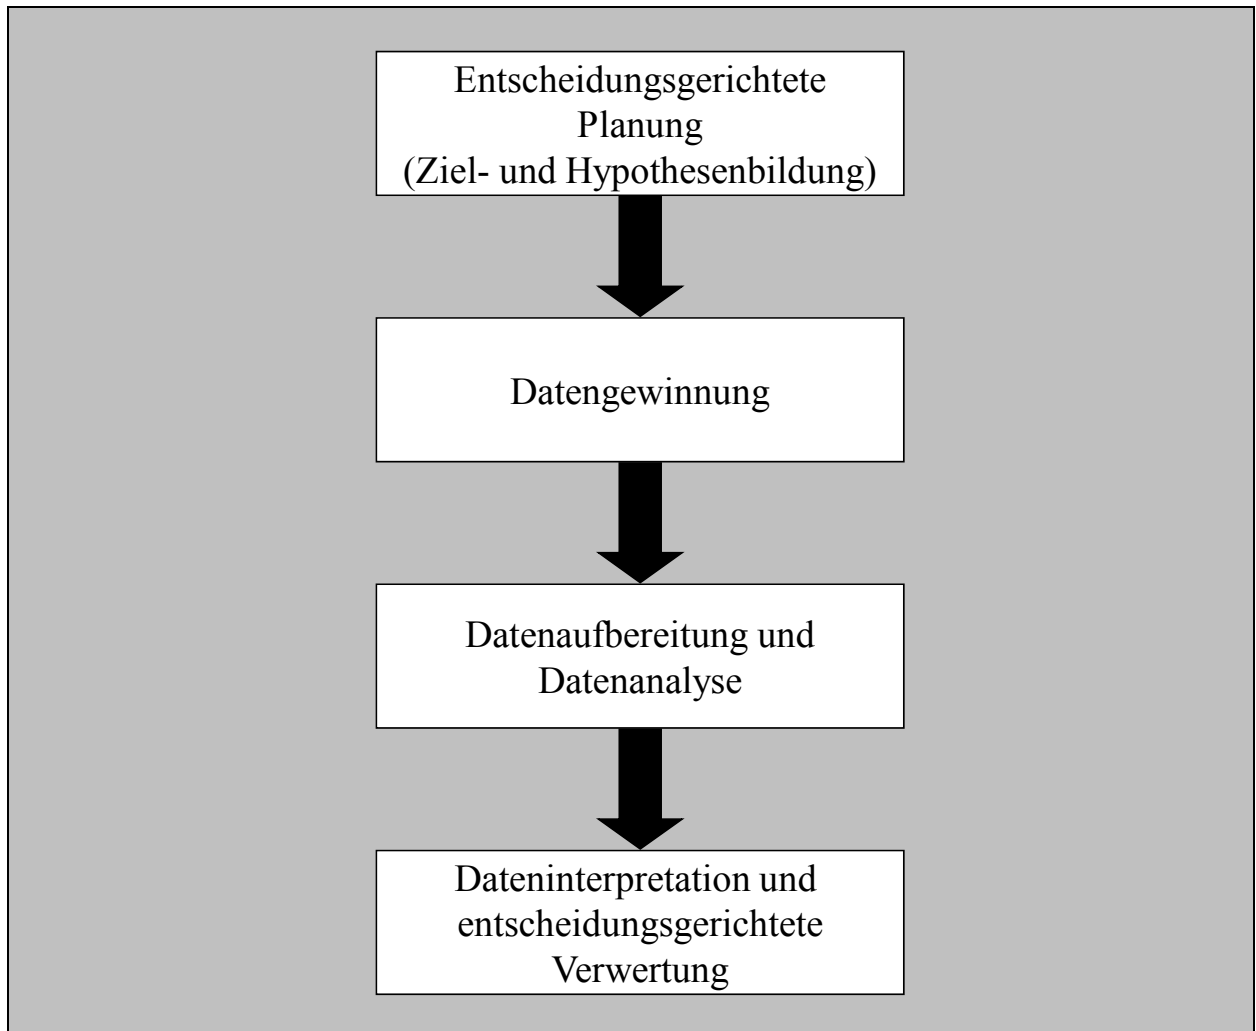 Entscheidungsgerichtete
Planung
(Ziel- und Hypothesenbildung)
Datengewinnung
Datenaufbereitung und
Datenanalyse
Dateninterpretation und
entscheidungsgerichtete
Verwertung